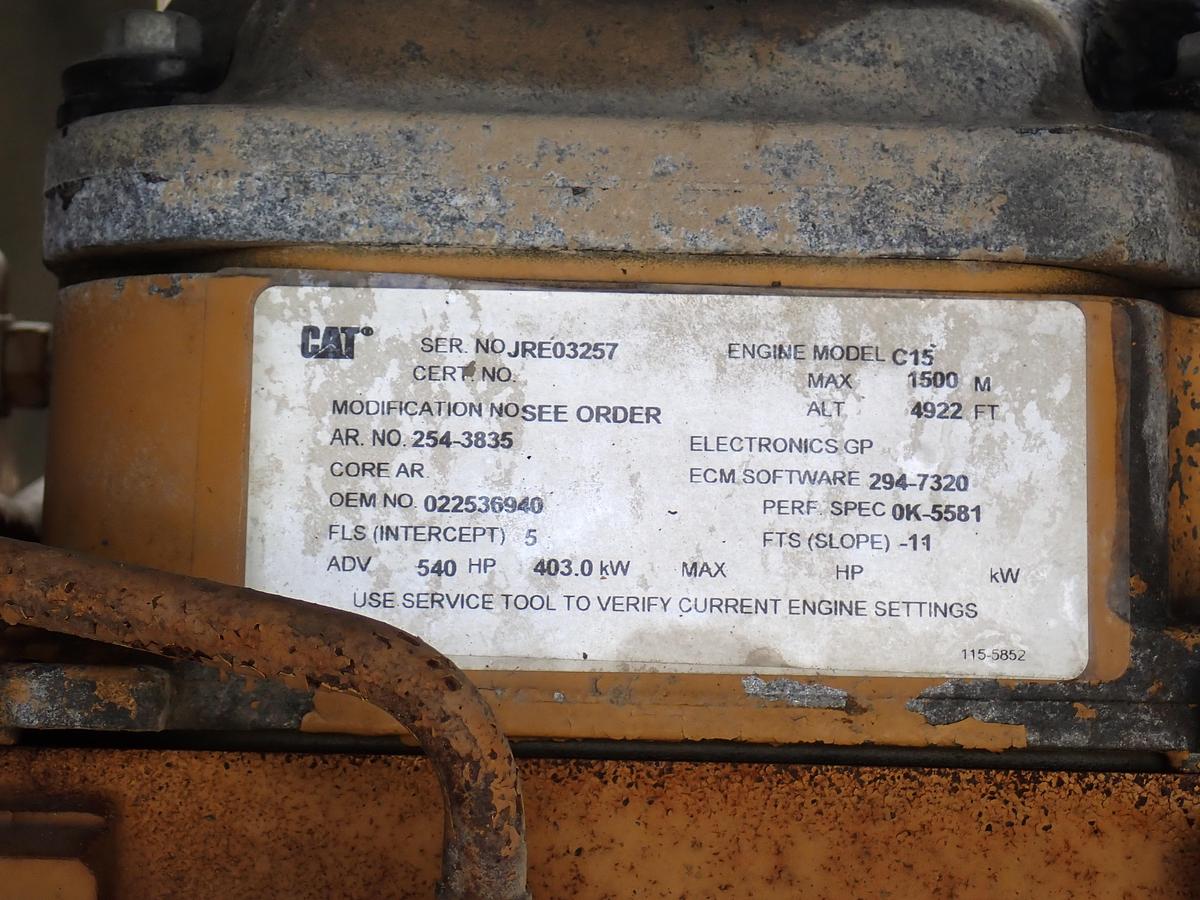 CAT® SER. NO JRE03257 ENGINE MODEL C15
CERT. NO. MAX 1500 M
MODIFICATION NO SEE ORDER ALT 4922 FT
AR. NO. 254-3835 ELECTRONICS GP
CORE AR ECM SOFTWARE 294-7320
OEM NO. 022536940 PERF. SPEC 0K-5581
FLS (INTERCEPT) 5 FTS (SLOPE) -11
ADV 540 HP 403.0 kW MAX HP kW
USE SERVICE TOOL TO VERIFY CURRENT ENGINE SETTINGS
115-5852